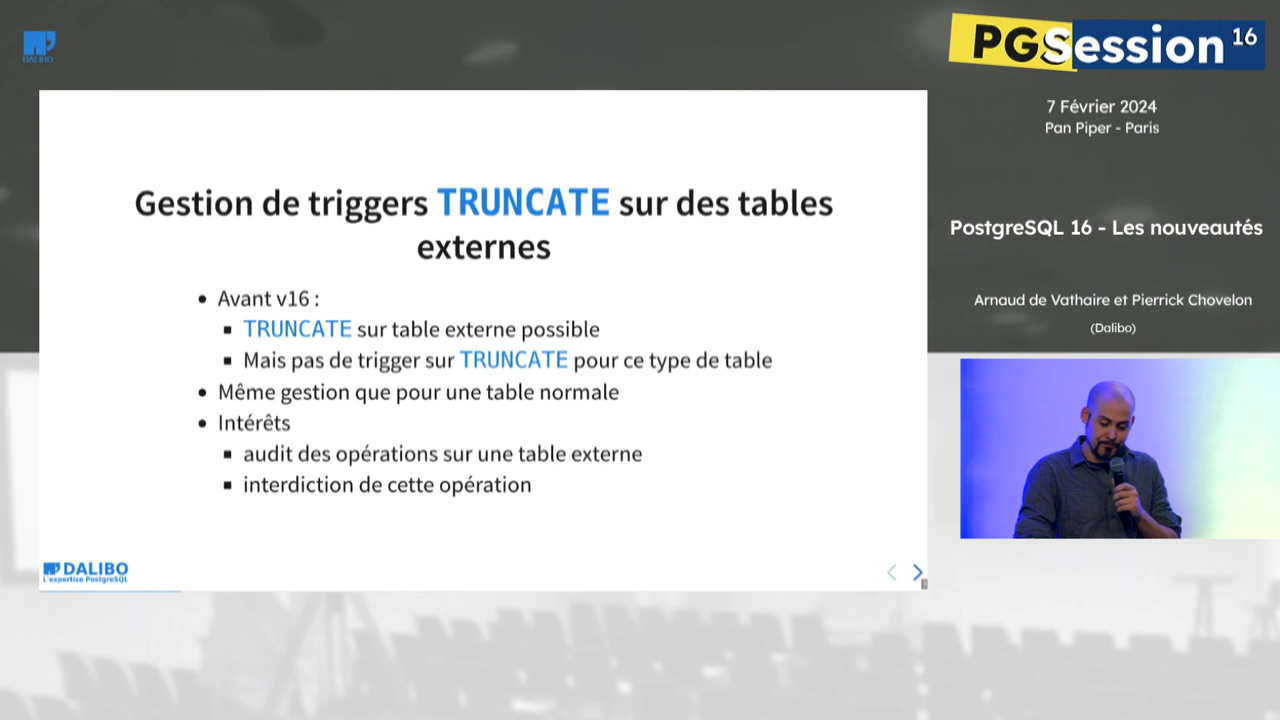 DALIBO
PGSession 16
7 Février 2024
Pan Piper - Paris
PostgreSQL 16 - Les nouveautés
Arnaud de Vathaire et Pierrick Chovelon
(Dalibo)
Gestion de triggers TRUNCATE sur des tables
externes
• Avant v16 :
▪ TRUNCATE sur table externe possible
▪ Mais pas de trigger sur TRUNCATE pour ce type de table
• Même gestion que pour une table normale
• Intérêts
▪ audit des opérations sur une table externe
▪ interdiction de cette opération
DALIBO
L'expertise PostgreSQL